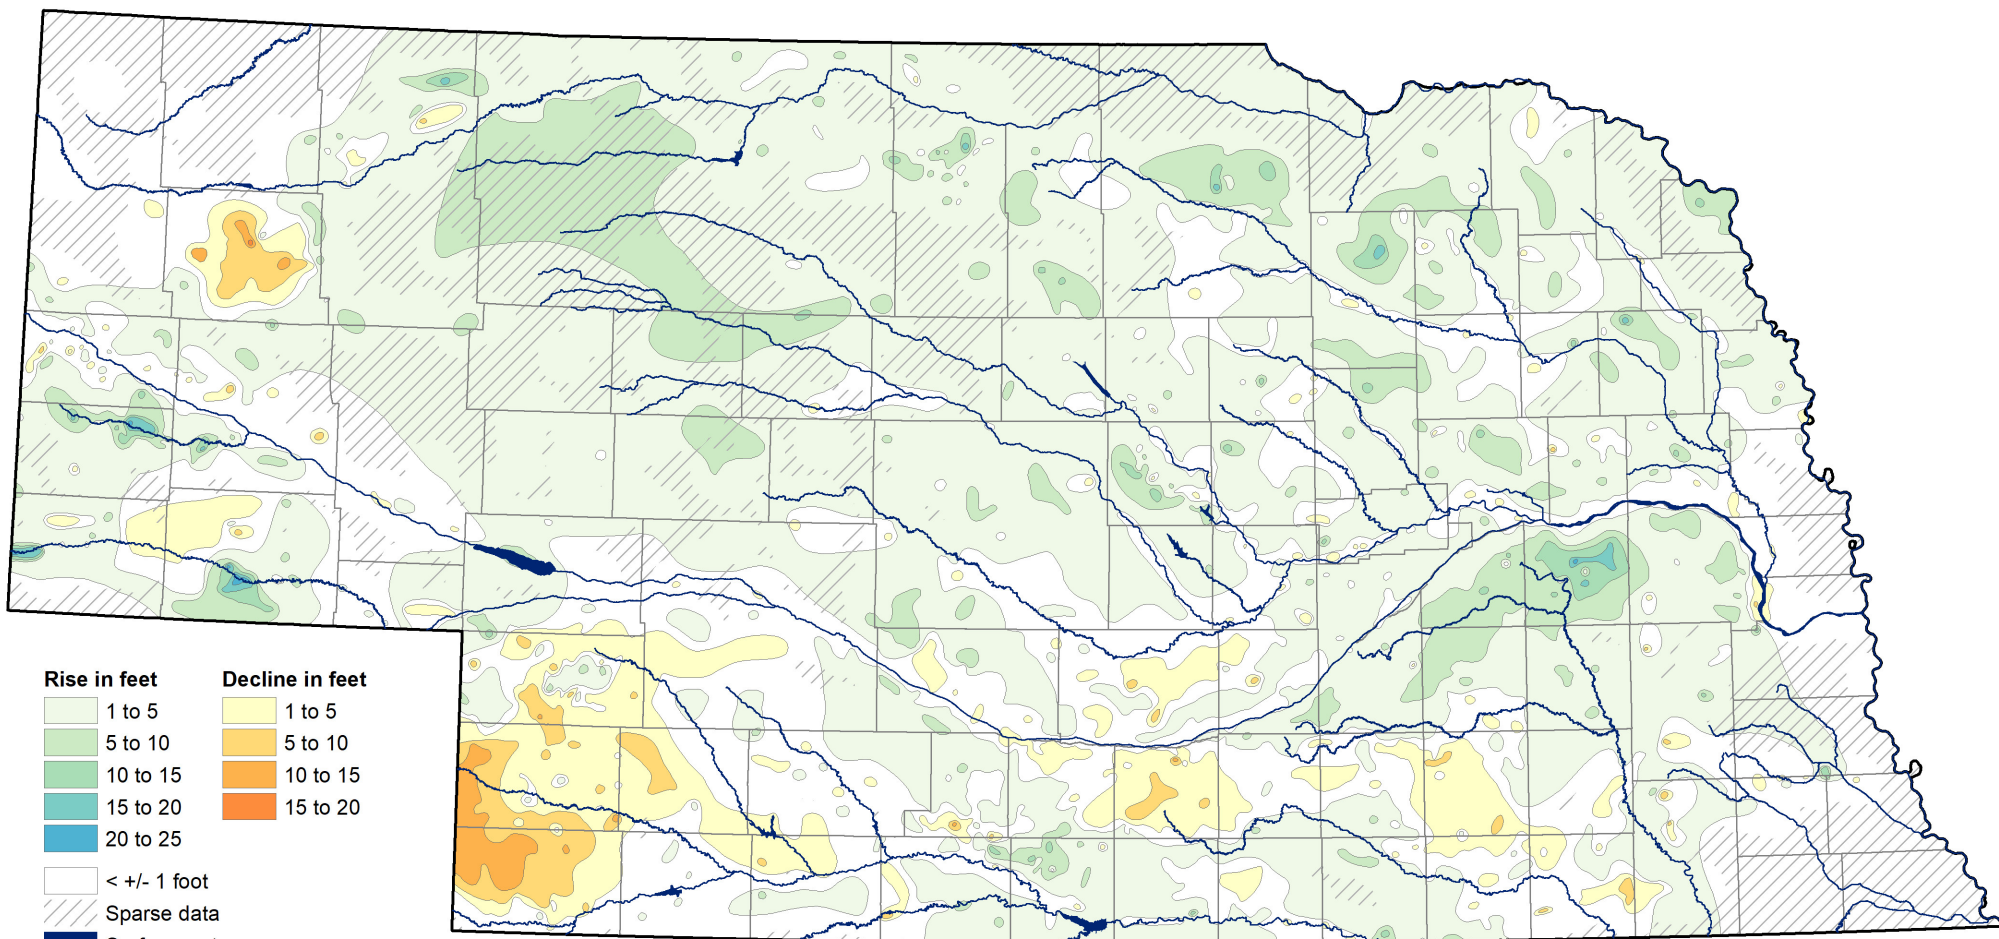 Rise in feet
1 to 5
5 to 10
10 to 15
15 to 20
20 to 25
Decline in feet
1 to 5
5 to 10
10 to 15
15 to 20
< +/- 1 foot
Sparse data